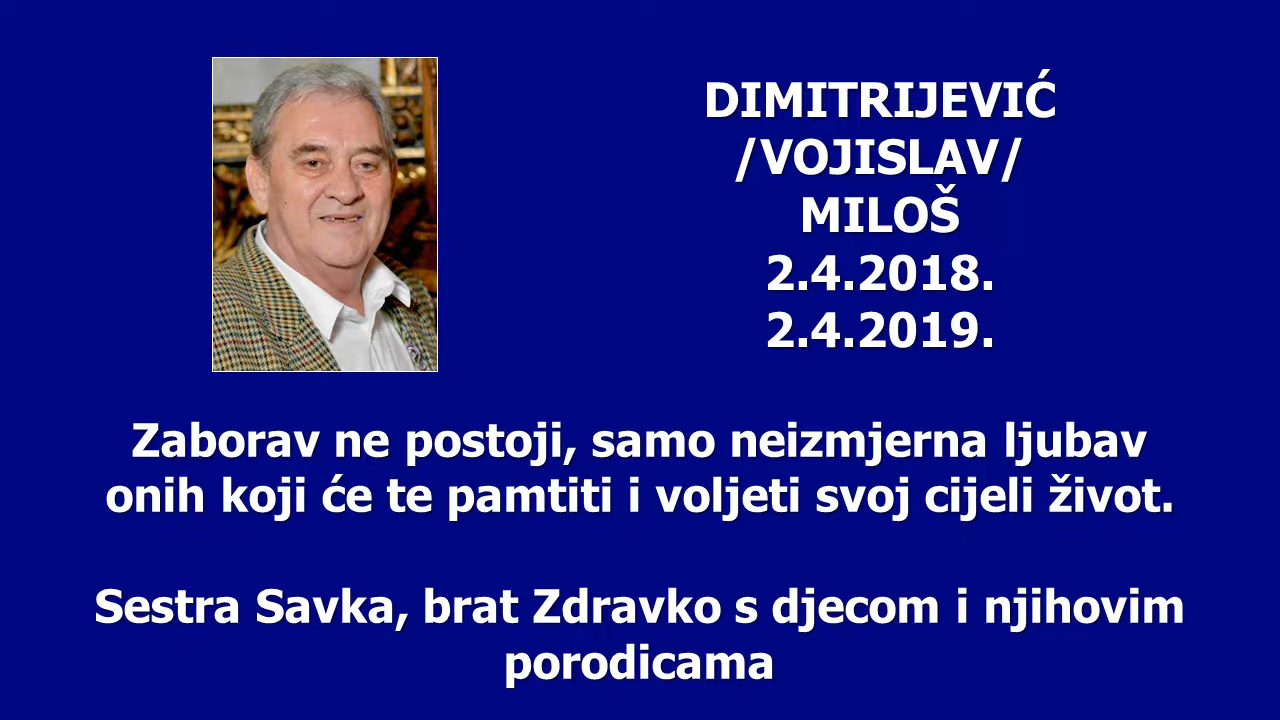 DIMITRIJEVIĆ
/VOJISLAV/
MILOŠ
2.4.2018.
2.4.2019.
Zaborav ne postoji, samo neizmjerna ljubav
onih koji će te pamtiti i voljeti svoj cijeli život.
Sestra Savka, brat Zdravko s djecom i njihovim
porodicama